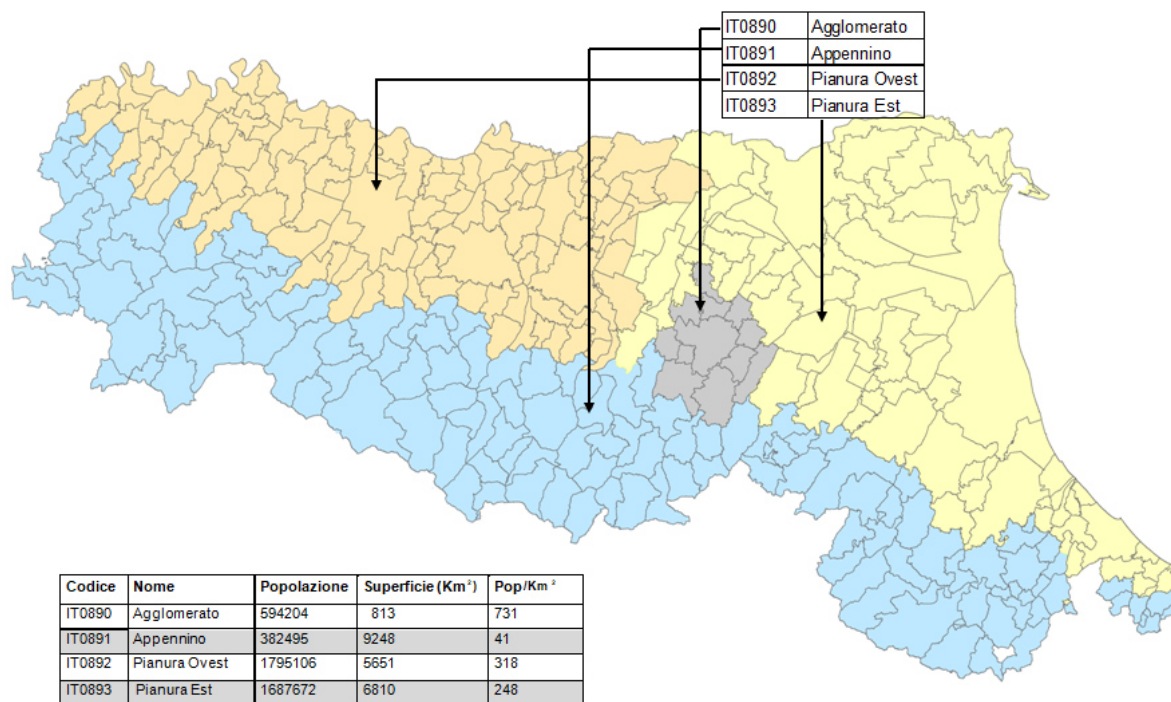 IT0890 Agglomerato
IT0891 Appennino
IT0892 Pianura Ovest
IT0893 Pianura Est
Codice Nome Popolazione Superficie (Km²) Pop/Km²
IT0890 Agglomerato 594204 813 731
IT0891 Appennino 382495 9248 41
IT0892 Pianura Ovest 1795106 5651 318
IT0893 Pianura Est 1687672 6810 248